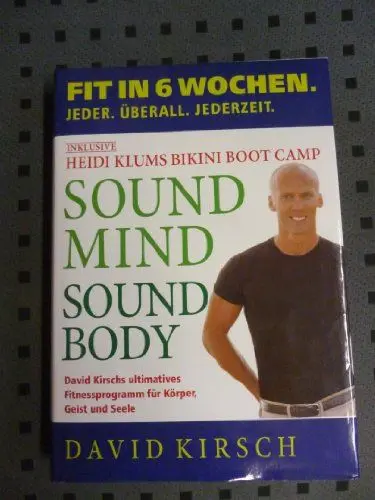 FIT IN 6 WOCHEN.
JEDER. ÜBERALL. JEDERZEIT.
INKLUSIVE
HEIDI KLUMS BIKINI BOOT CAMP
SOUND
MIND
SOUND
BODY
David Kirschs ultimatives
Fitnessprogramm für Körper,
Geist und Seele
DAVID KIRSCH